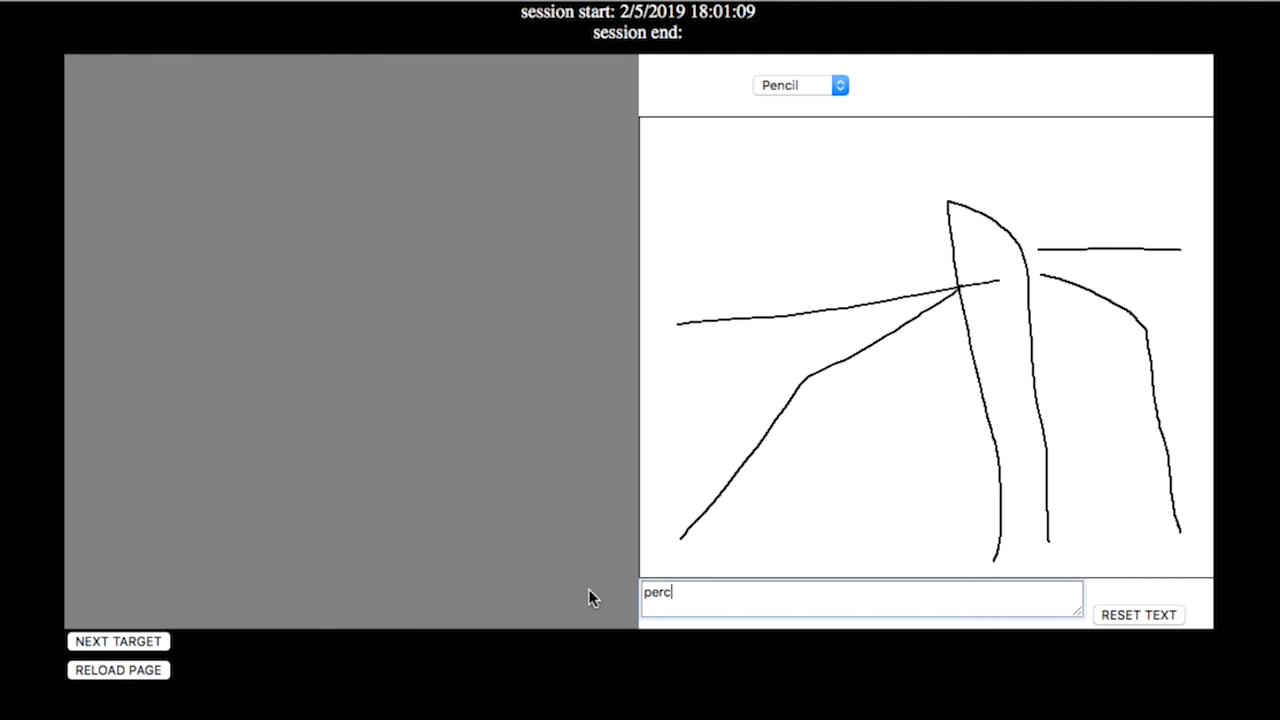 session start: 2/5/2019 18:01:09
session end:
Pencil
perc
RESET TEXT
NEXT TARGET
RELOAD PAGE